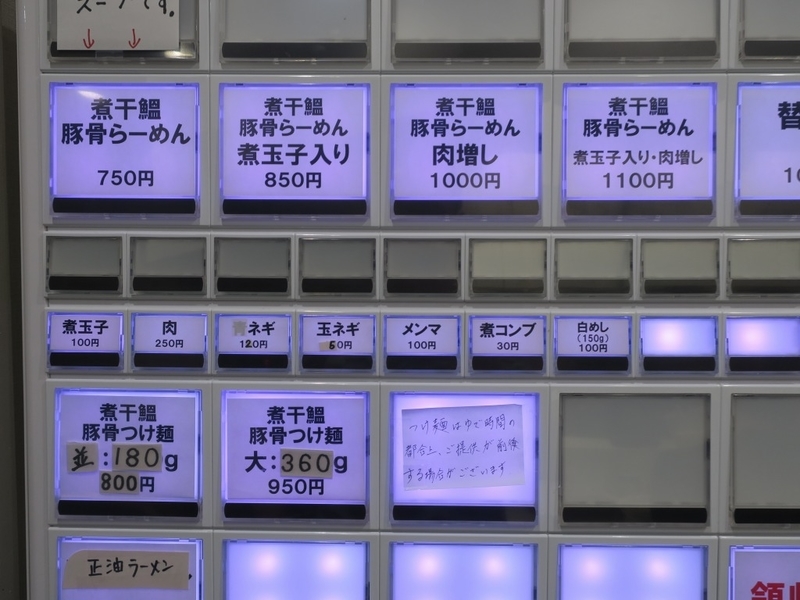 スープです。
煮干鰮
豚骨らーめん
750円
煮干鰮
豚骨らーめん
煮玉子入り
850円
煮干鰮
豚骨らーめん
肉増し
1000円
煮干鰮
豚骨らーめん
煮玉子入り・肉増し
1100円
替
煮玉子
100円
肉
250円
青ネギ
120円
玉ネギ
60円
メンマ
100円
煮コンブ
30円
白めし
(150g)
100円
煮干鰮
豚骨つけ麺
並:180g
800円
煮干鰮
豚骨つけ麺
大:360g
950円
つけ麺はゆで時間の
都合上、ご提供が前後
する場合がございます
正油ラーメン
領収